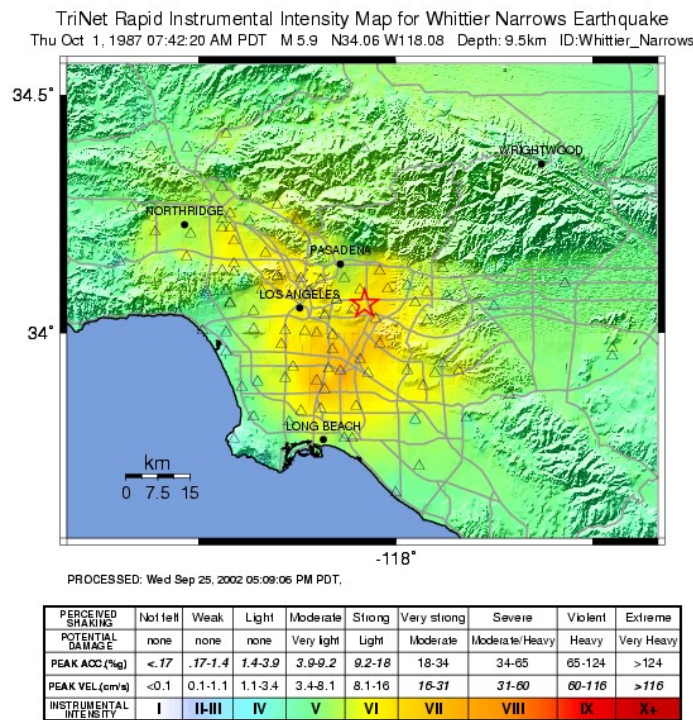 TriNet Rapid Instrumental Intensity Map for Whittier Narrows Earthquake
Thu Oct 1, 1987 07:42:20 AM PDT M 5.9 N34.06 W118.08 Depth: 9.5km ID:Whittier_Narrows
34.5°
WRIGHTWOOD
NORTHRIDGE
PASADENA
LOS ANGELES
34°
LONG BEACH
km
0 7.5 15
-118°
PROCESSED: Wed Sep 25, 2002 05:09:06 PM PDT,
PERCEIVED SHAKING Not felt Weak Light Moderate Strong Very strong Severe Violent Extreme
POTENTIAL DAMAGE none none none Very light Light Moderate Moderate/Heavy Heavy Very Heavy
PEAK ACC.(%g) <.17 .17-1.4 1.4-3.9 3.9-9.2 9.2-18 18-34 34-65 65-124 >124
PEAK VEL.(cm/s) <0.1 0.1-1.1 1.1-3.4 3.4-8.1 8.1-16 16-31 31-60 60-116 >116
INSTRUMENTAL INTENSITY I II-III IV V VI VII VIII IX X+